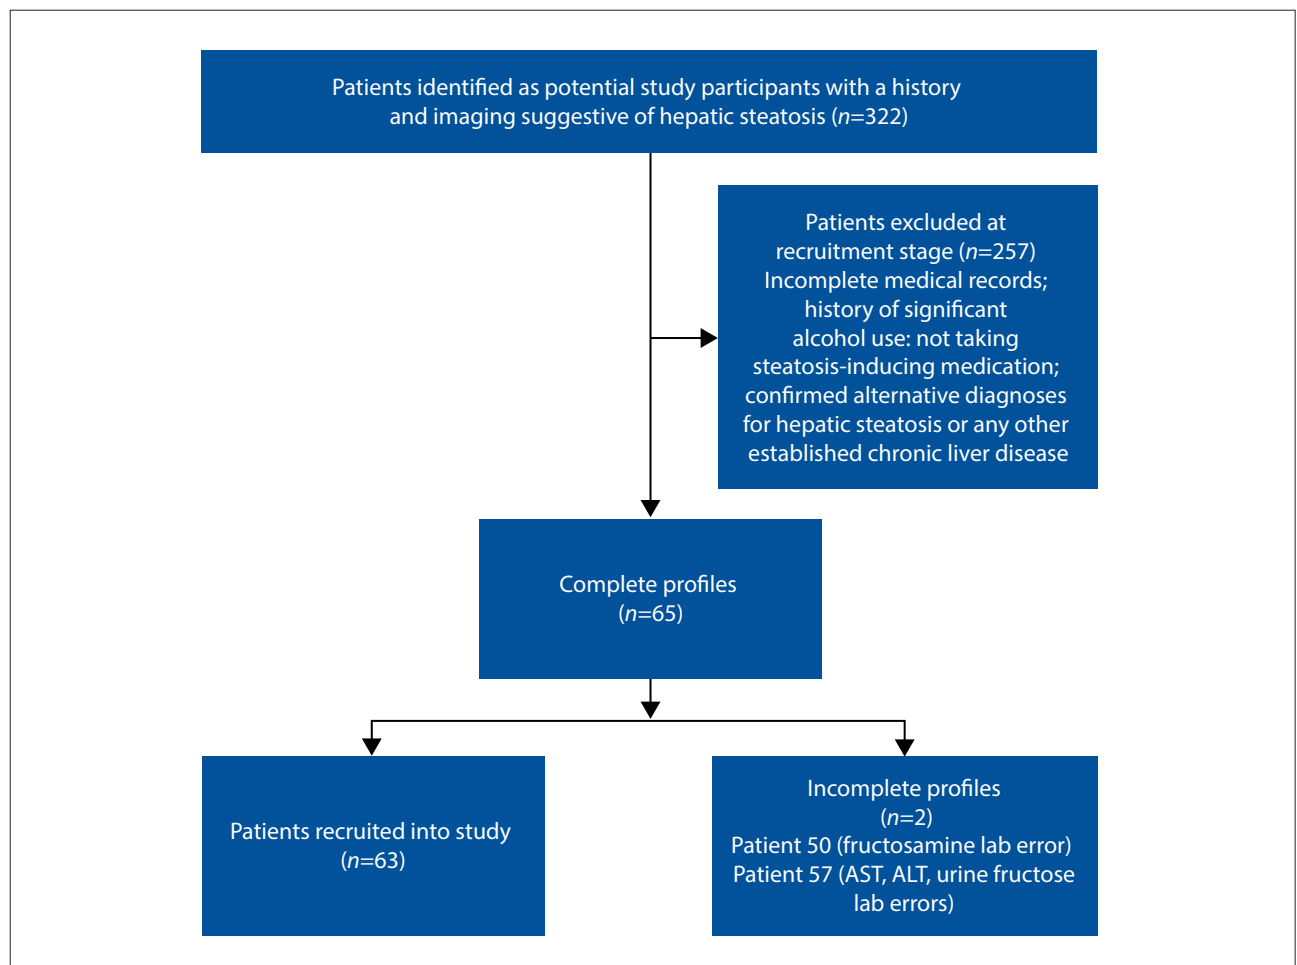 Patients identified as potential study participants with a history
and imaging suggestive of hepatic steatosis (n=322)
Patients excluded at
recruitment stage (n=257)
Incomplete medical records;
history of significant
alcohol use: not taking
steatosis-inducing medication;
confirmed alternative diagnoses
for hepatic steatosis or any other
established chronic liver disease
Complete profiles
(n=65)
Patients recruited into study
(n=63)
Incomplete profiles
(n=2)
Patient 50 (fructosamine lab error)
Patient 57 (AST, ALT, urine fructose
lab errors)